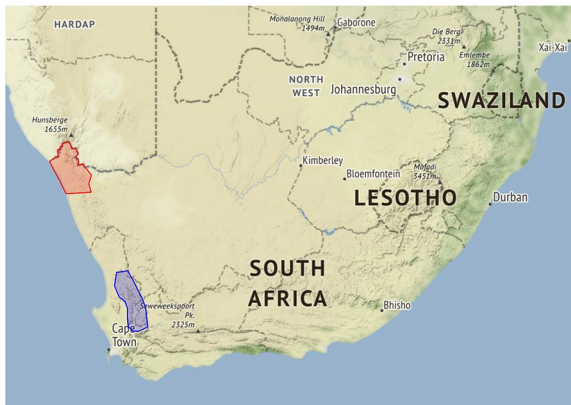 HARDAP
Mohalanong Hill
1494m
Gaborone
Die Berg
2331m
Emlembe
1862m
Xai-Xai
Pretoria
NORTH
WEST
Johannesburg
SWAZILAND
Hunsberge
1655m
Kimberley
Bloemfontein
Mafadi
3451m
LESOTHO
Durban
SOUTH
AFRICA
Seweweekspoort
Pk.
2325m
Bhisho
Cape
Town